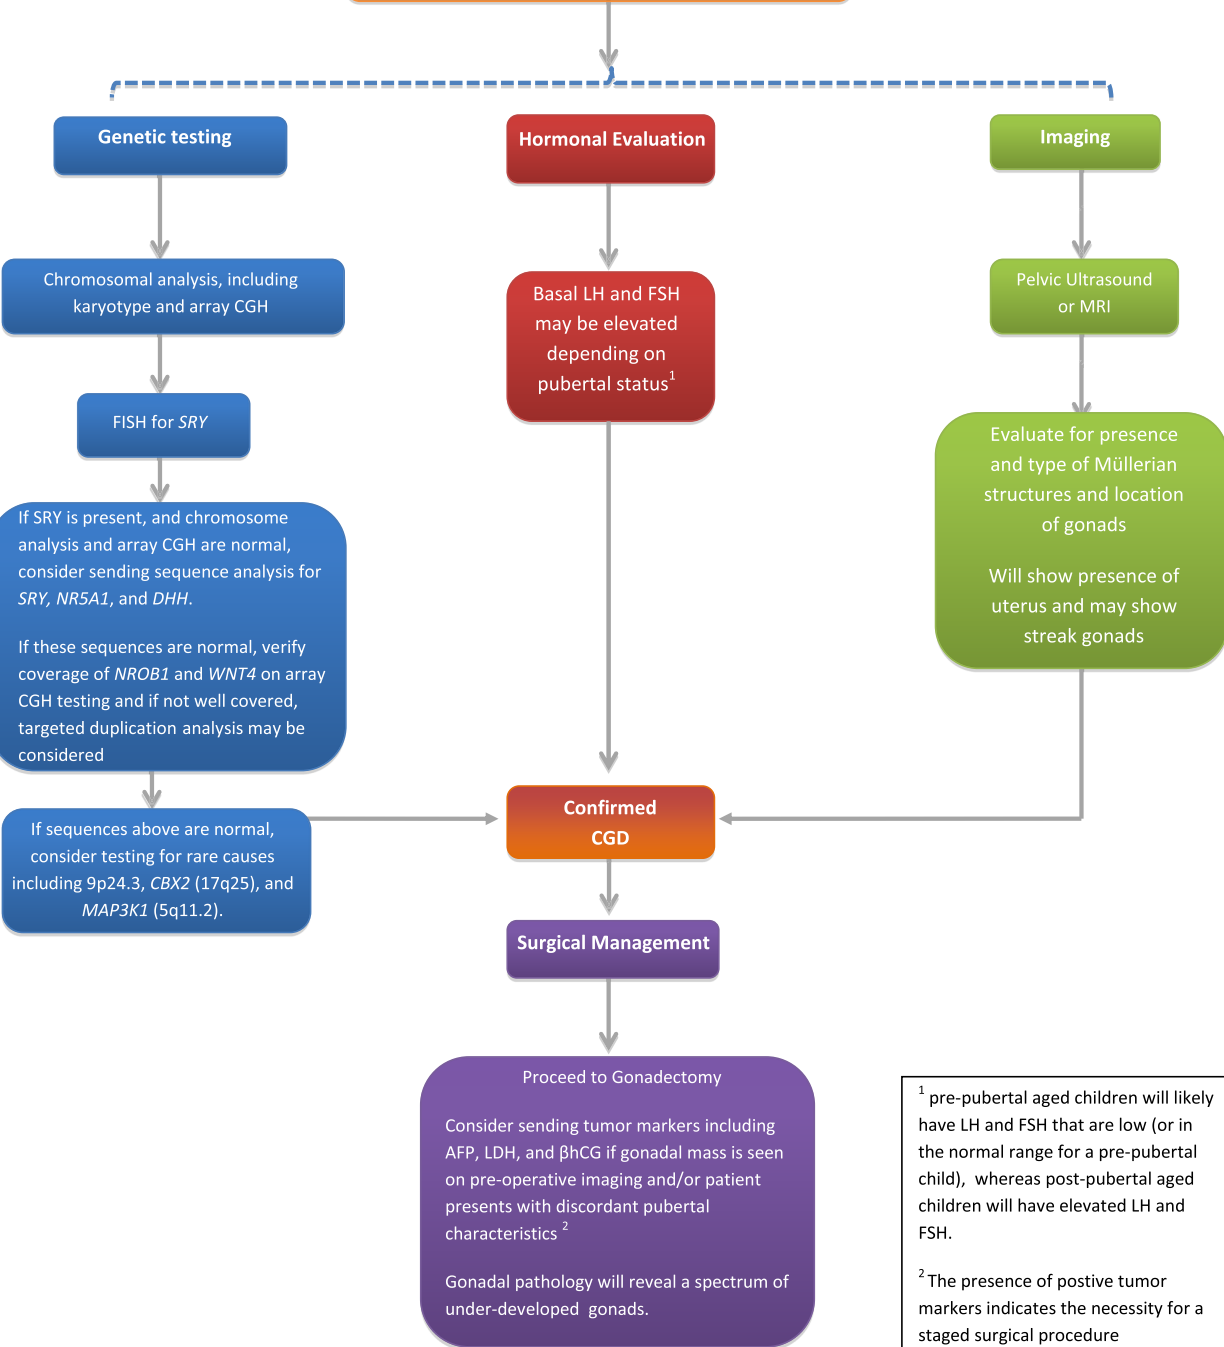 Genetic testing
Chromosomal analysis, including
karyotype and array CGH
FISH for SRY
If SRY is present, and chromosome
analysis and array CGH are normal,
consider sending sequence analysis for
SRY, NR5A1, and DHH.
If these sequences are normal, verify
coverage of NROB1 and WNT4 on array
CGH testing and if not well covered,
targeted duplication analysis may be
considered
If sequences above are normal,
consider testing for rare causes
including 9p24.3, CBX2 (17q25), and
MAP3K1 (5q11.2).
Hormonal Evaluation
Basal LH and FSH
may be elevated
depending on
pubertal status1
Imaging
Pelvic Ultrasound
or MRI
Evaluate for presence
and type of Müllerian
structures and location
of gonads
Will show presence of
uterus and may show
streak gonads
Confirmed
CGD
Surgical Management
Proceed to Gonadectomy
Consider sending tumor markers including
AFP, LDH, and βhCG if gonadal mass is seen
on pre-operative imaging and/or patient
presents with discordant pubertal
characteristics 2
Gonadal pathology will reveal a spectrum of
under-developed gonads.
1 pre-pubertal aged children will likely
have LH and FSH that are low (or in
the normal range for a pre-pubertal
child), whereas post-pubertal aged
children will have elevated LH and
FSH.
2 The presence of postive tumor
markers indicates the necessity for a
staged surgical procedure